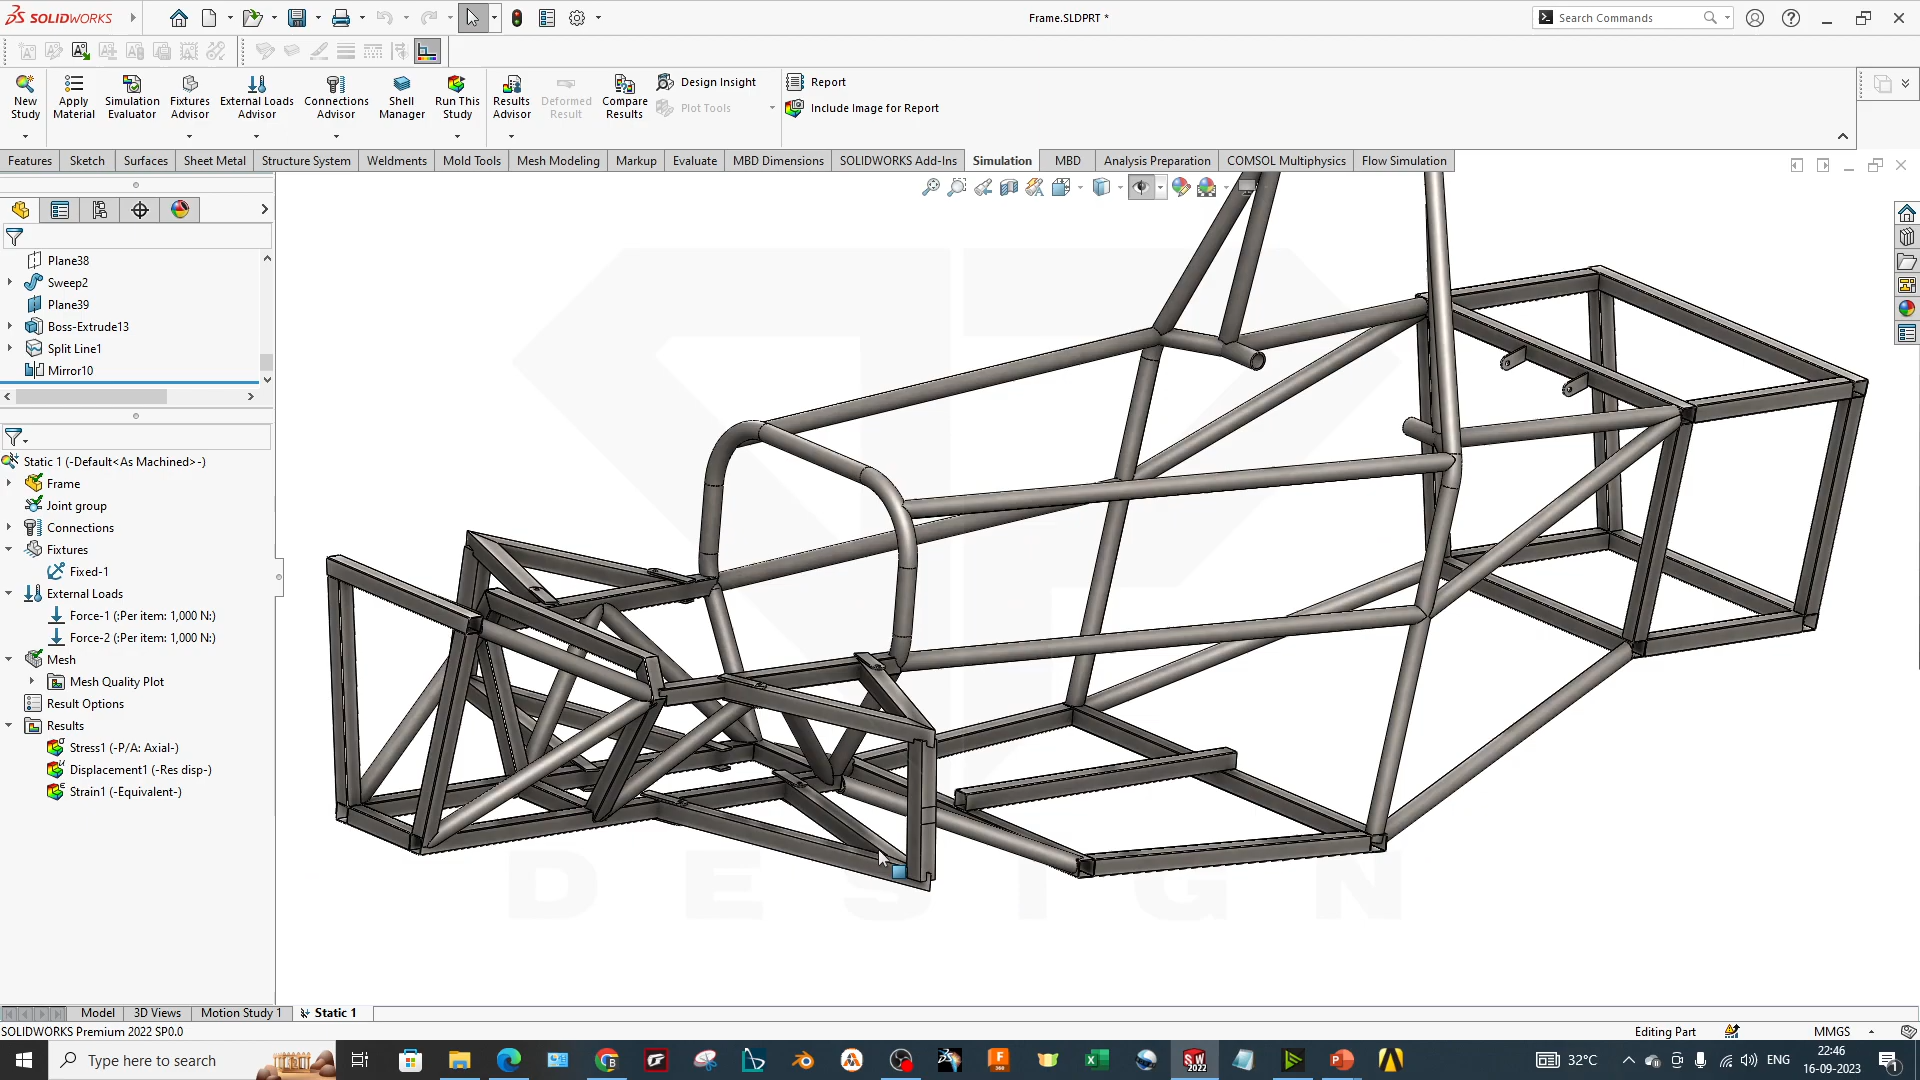 SOLIDWORKS
Frame.SLDPRT *
Search Commands
New Study
Apply Material
Simulation Evaluator
Fixtures Advisor
External Loads Advisor
Connections Advisor
Shell Manager
Run This Study
Results Advisor
Deformed Result
Compare Results
Design Insight
Plot Tools
Report
Include Image for Report
Features
Sketch
Surfaces
Sheet Metal
Structure System
Weldments
Mold Tools
Mesh Modeling
Markup
Evaluate
MBD Dimensions
SOLIDWORKS Add-Ins
Simulation
MBD
Analysis Preparation
COMSOL Multiphysics
Flow Simulation
Plane38
Sweep2
Plane39
Boss-Extrude13
Split Line1
Mirror10
Static 1 (-Default<As Machined>-)
Frame
Joint group
Connections
Fixtures
Fixed-1
External Loads
Force-1 (:Per item: 1,000 N:)
Force-2 (:Per item: 1,000 N:)
Mesh
Mesh Quality Plot
Result Options
Results
Stress1 (-P/A: Axial-)
Displacement1 (-Res disp-)
Strain1 (-Equivalent-)
DESIGN
Model
3D Views
Motion Study 1
Static 1
SOLIDWORKS Premium 2022 SP0.0
Editing Part
MMGS
Type here to search
32°C
ENG
22:46
16-09-2023